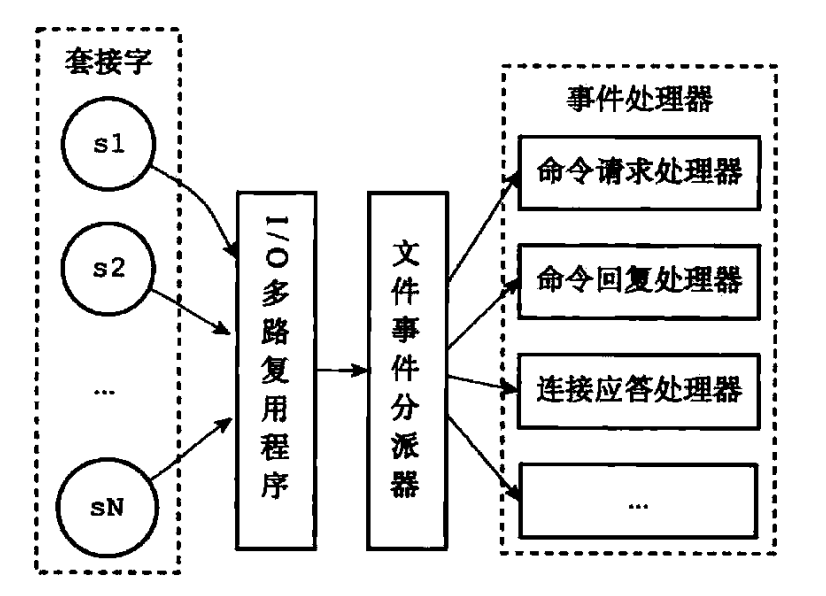 套接字
s1
s2
...
sN
I/O多路复用程序
文件事件分派器
事件处理器
命令请求处理器
命令回复处理器
连接应答处理器
...